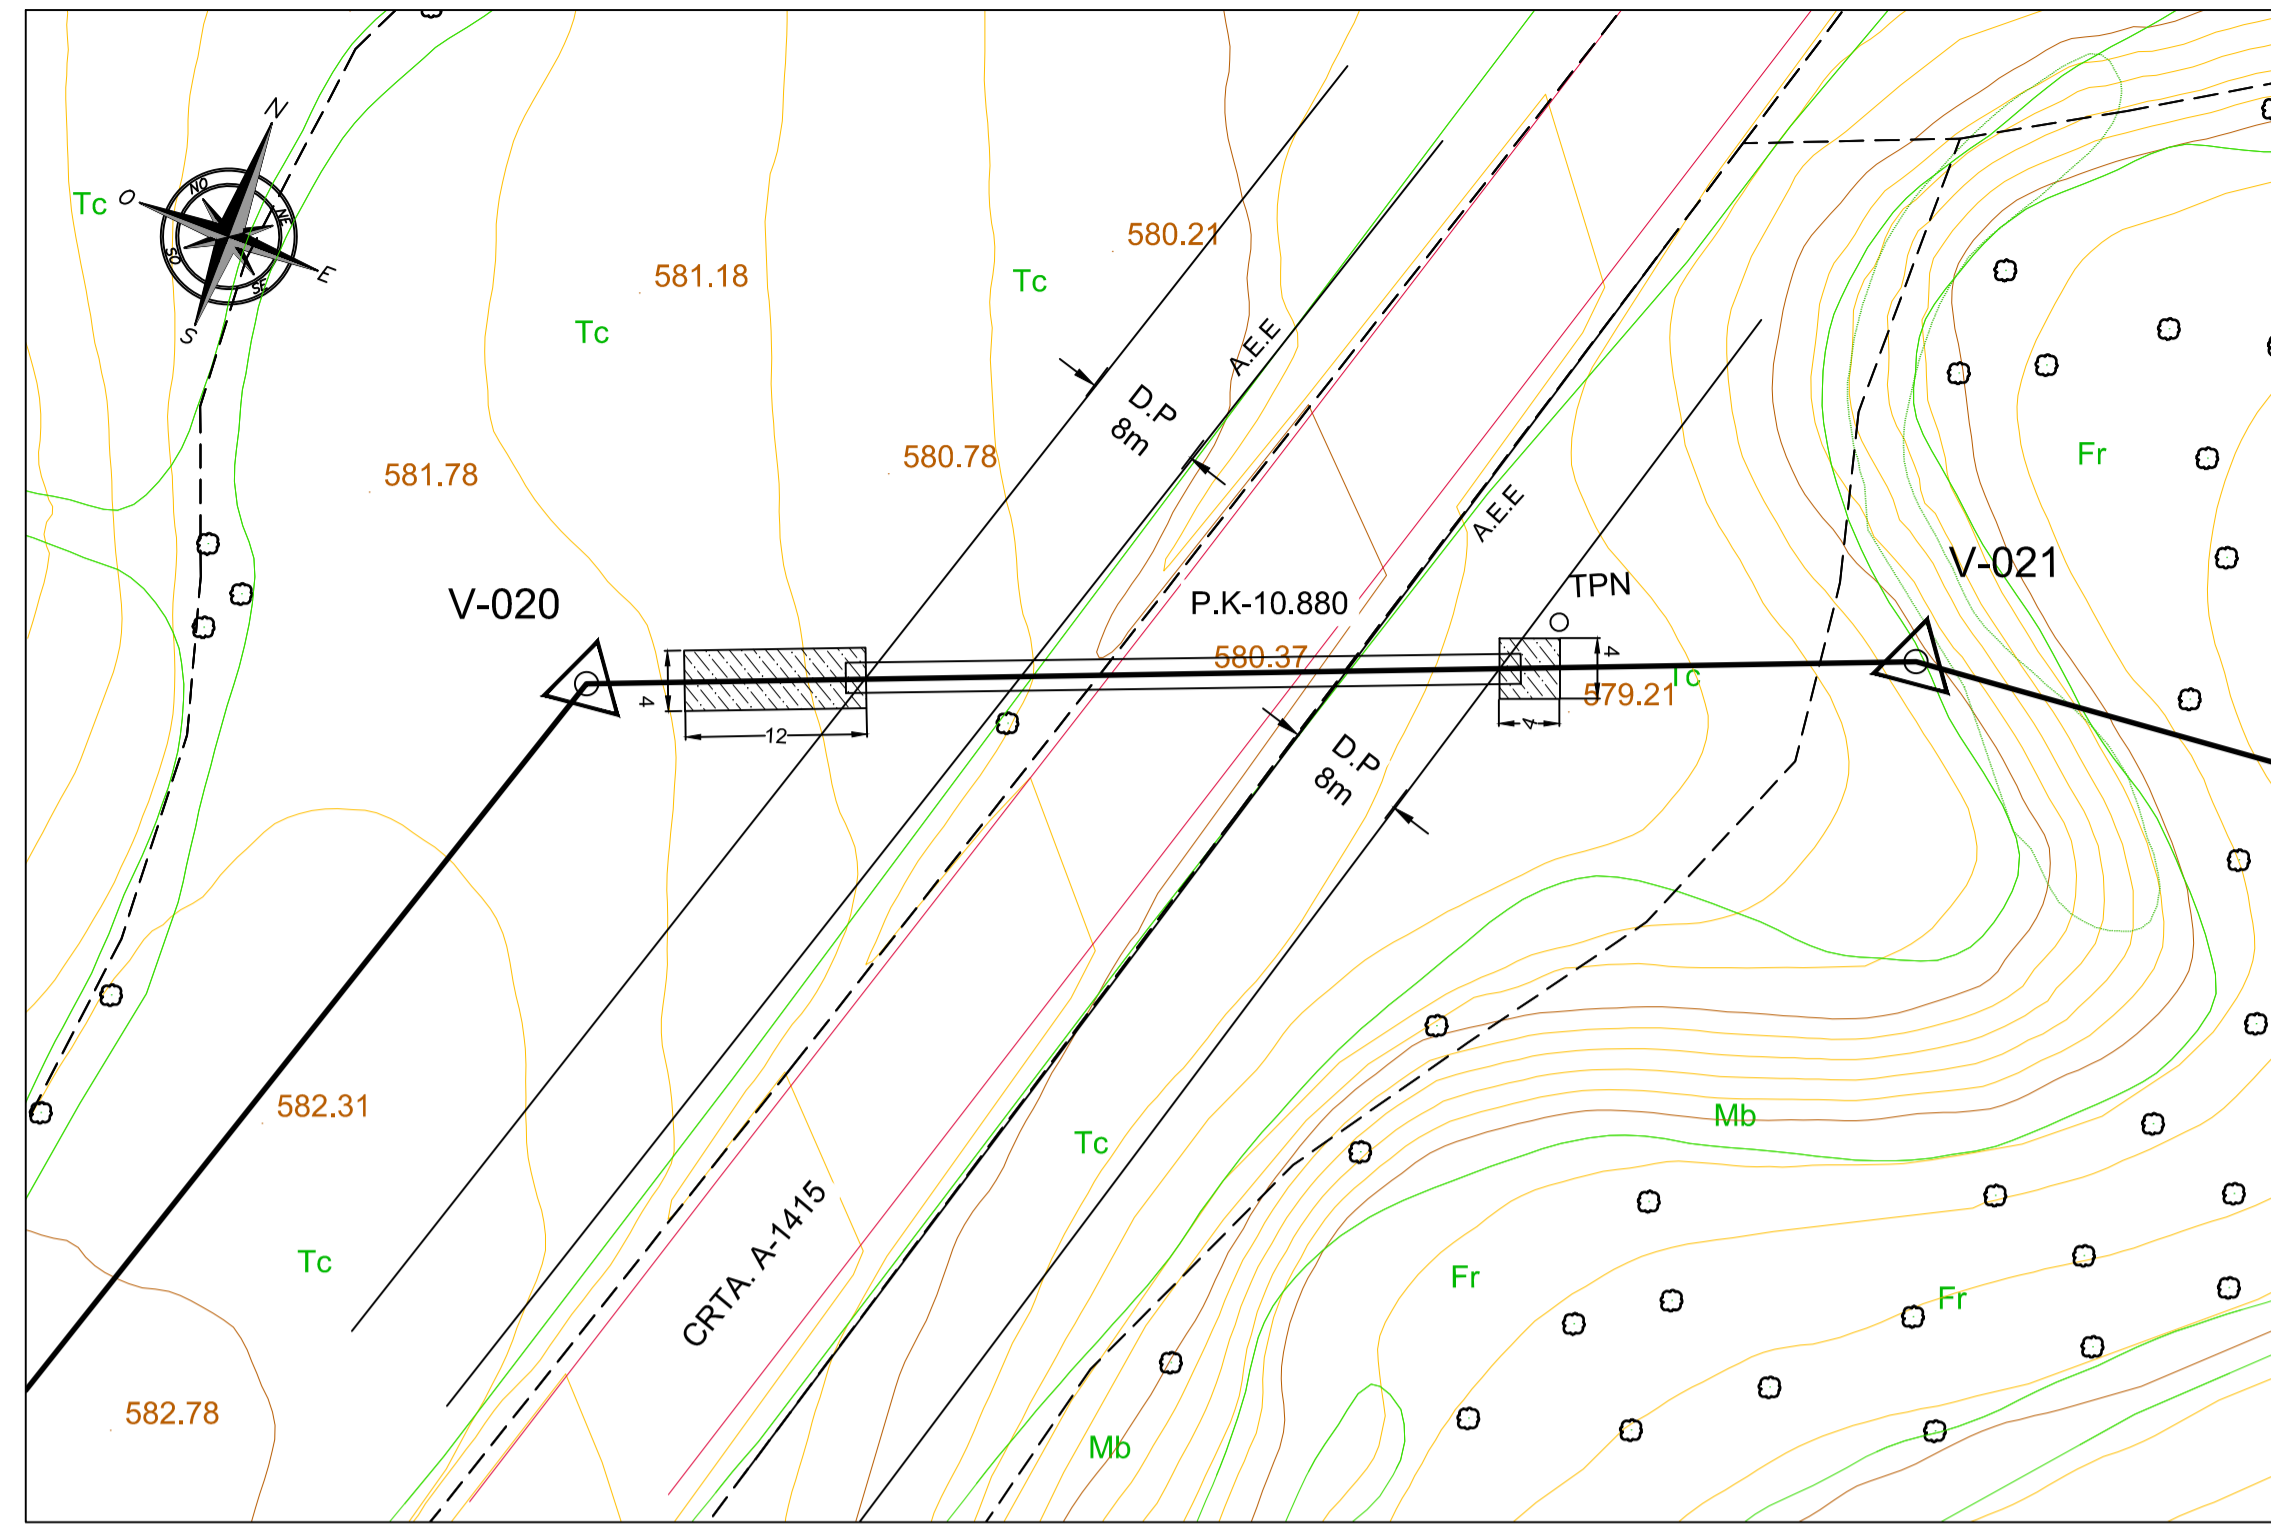 N
NO
NE
Tc
O
E
SO
SE
S
580.21
581.18
Tc
Tc
A.E.E
D.P
8m
580.78
581.78
Fr
A.E.E
V-020
P.K-10.880
TPN
V-021
580.37
4
12
4
4
579.21
Tc
D.P
8m
582.31
Tc
Mb
CRTA. A-1415
Tc
Fr
Fr
582.78
Mb